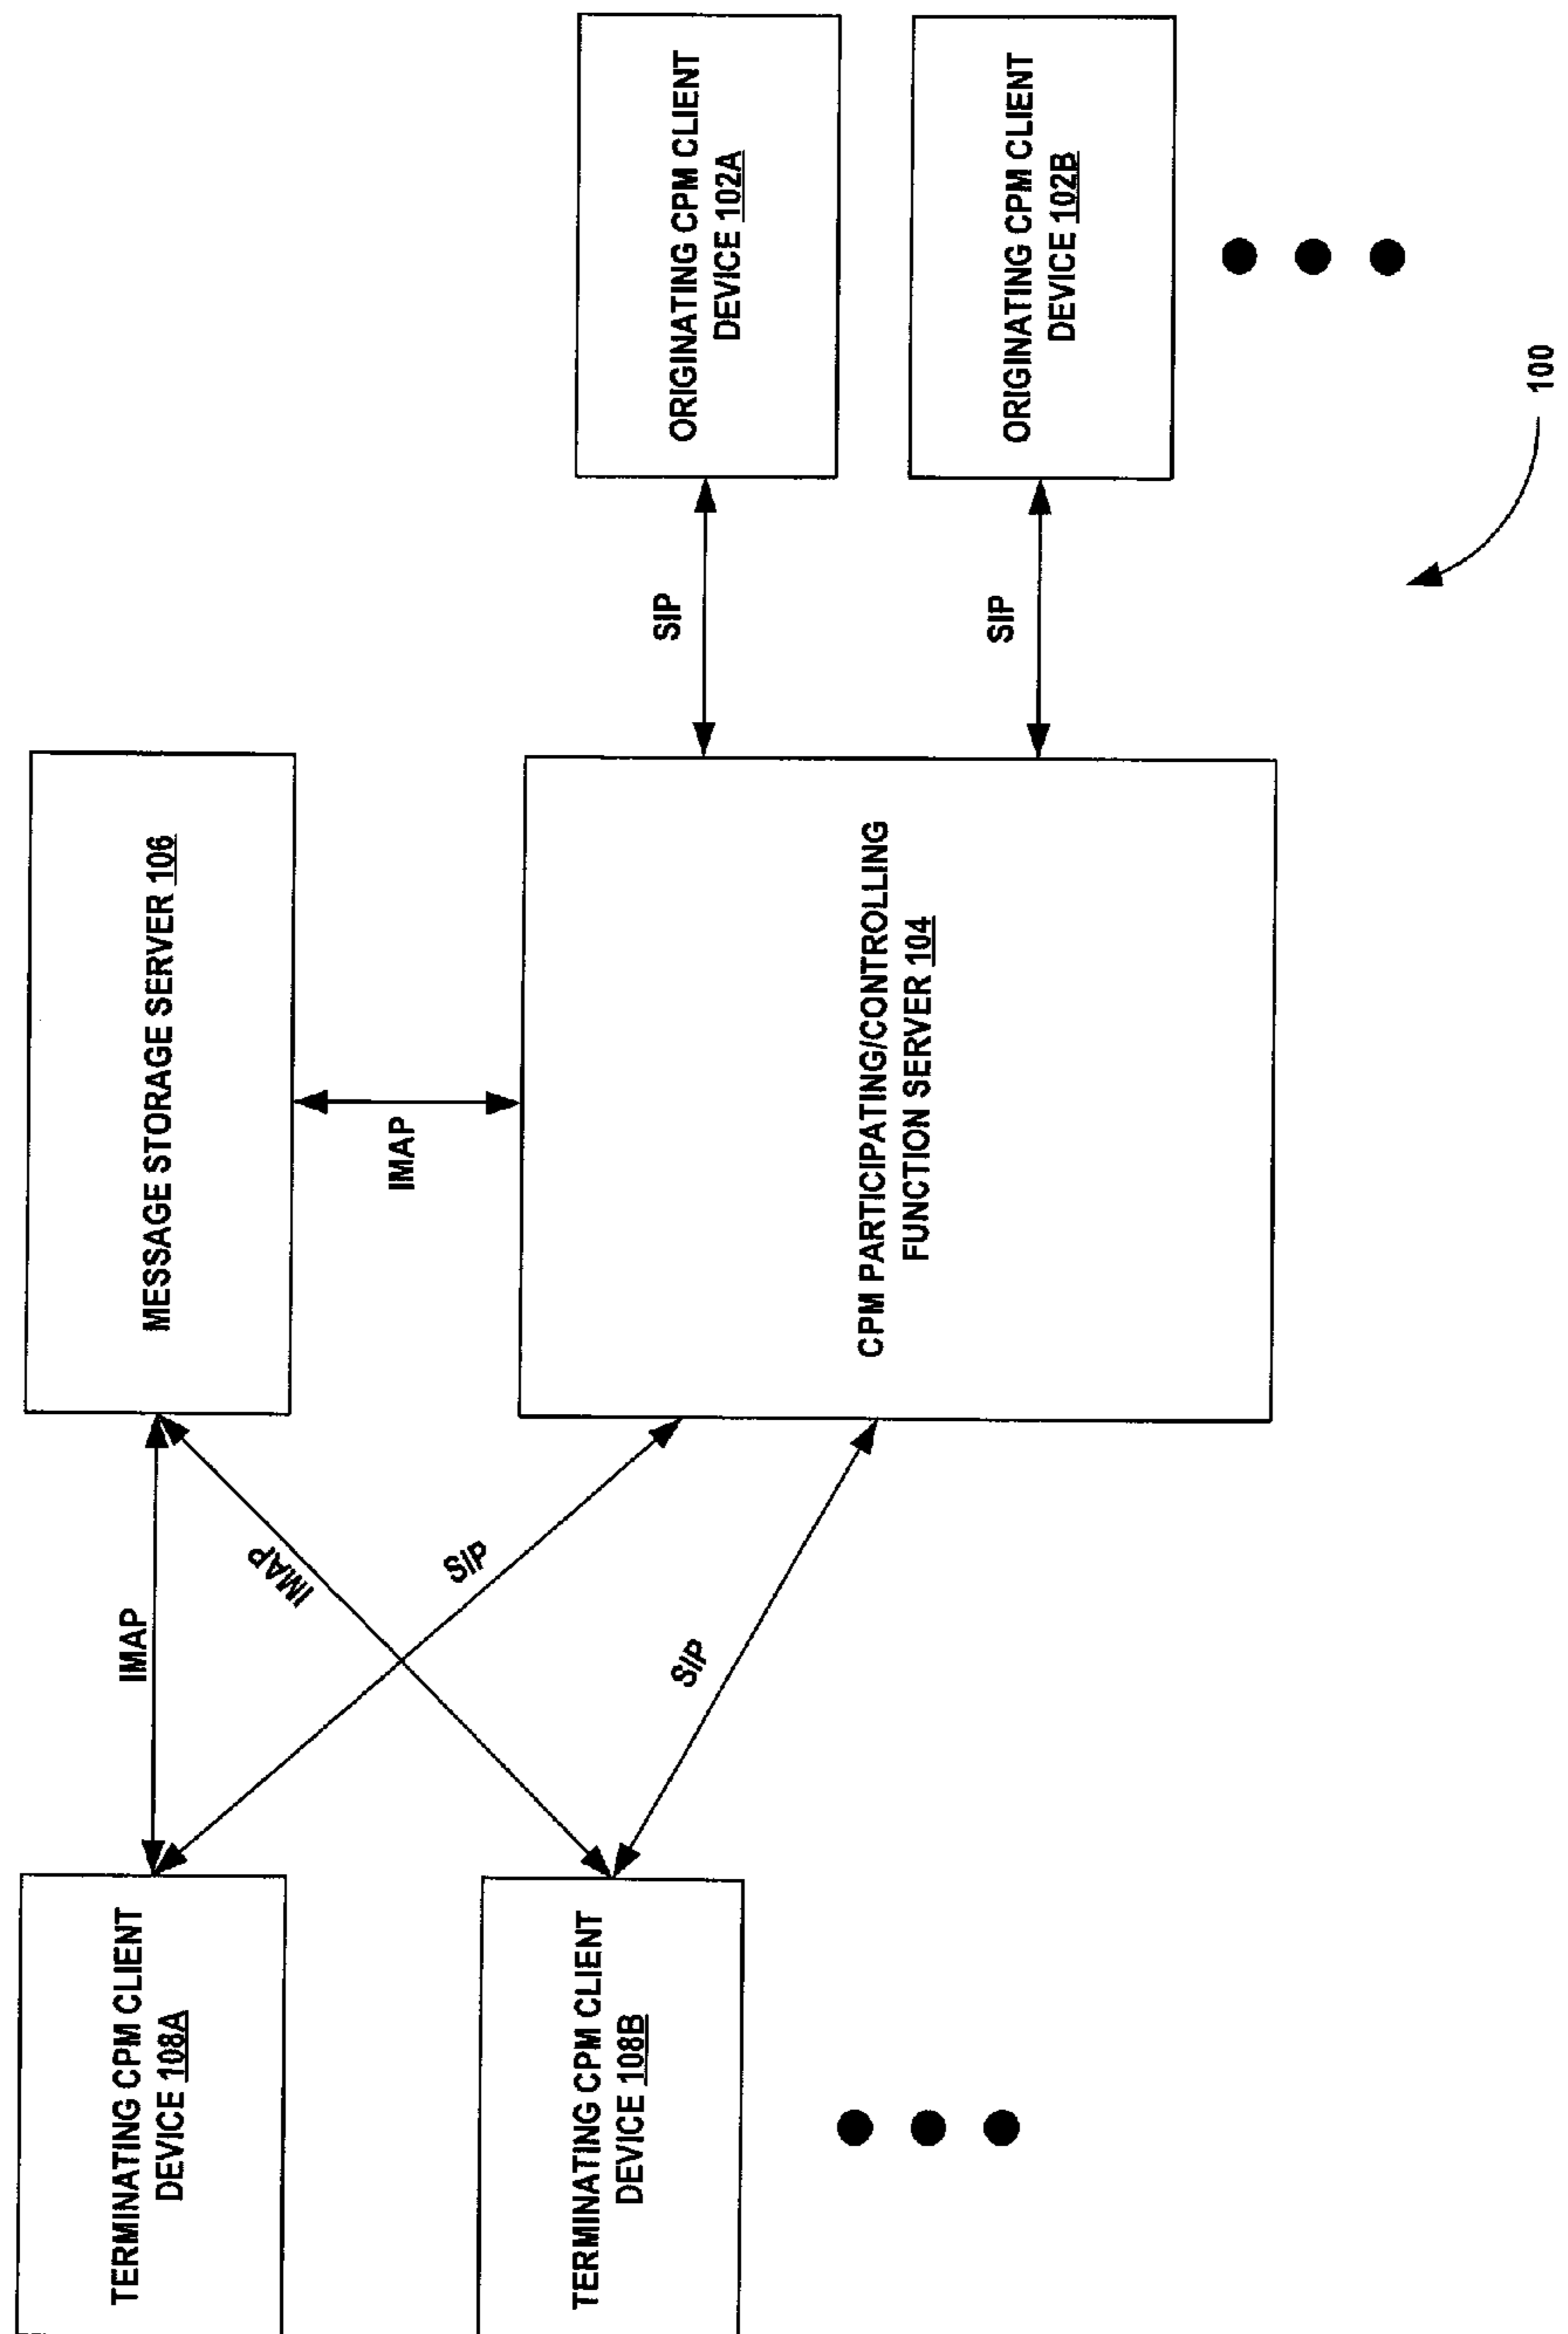 TERMINATING CPM CLIENT
DEVICE 108A
IMAP
MESSAGE STORAGE SERVER 106
IMAP
SIP
IMAP
TERMINATING CPM CLIENT
DEVICE 108B
SIP
CPM PARTICIPATING/CONTROLLING
FUNCTION SERVER 104
SIP
ORIGINATING CPM CLIENT
DEVICE 102A
SIP
ORIGINATING CPM CLIENT
DEVICE 102B
100